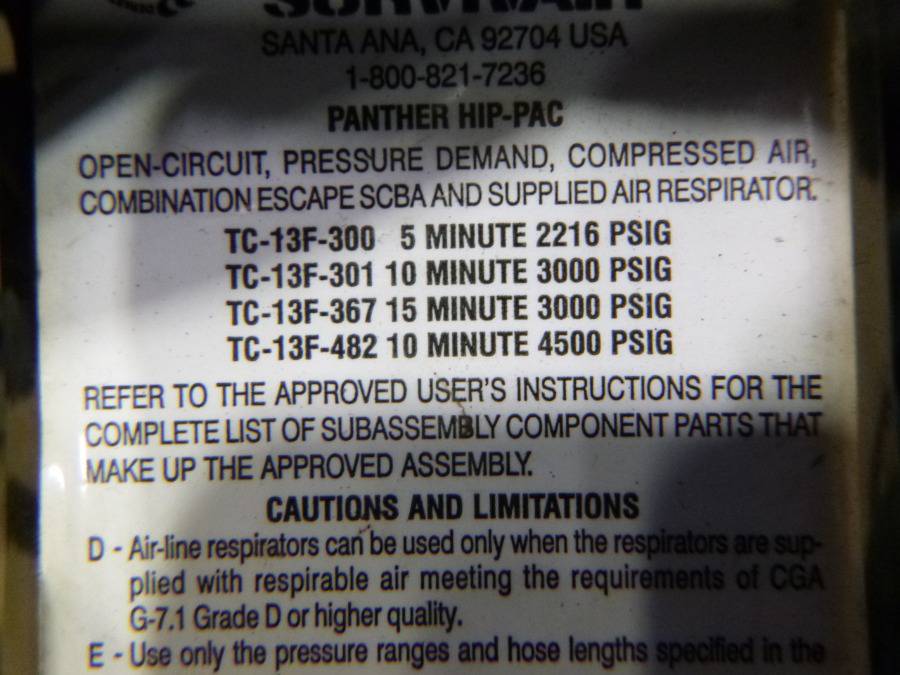 SURVIVAIR
SANTA ANA, CA 92704 USA
1-800-821-7236
PANTHER HIP-PAC
OPEN-CIRCUIT, PRESSURE DEMAND, COMPRESSED AIR,
COMBINATION ESCAPE SCBA AND SUPPLIED AIR RESPIRATOR.
TC-13F-300 5 MINUTE 2216 PSIG
TC-13F-301 10 MINUTE 3000 PSIG
TC-13F-367 15 MINUTE 3000 PSIG
TC-13F-482 10 MINUTE 4500 PSIG
REFER TO THE APPROVED USER'S INSTRUCTIONS FOR THE
COMPLETE LIST OF SUBASSEMBLY COMPONENT PARTS THAT
MAKE UP THE APPROVED ASSEMBLY.
CAUTIONS AND LIMITATIONS
D - Air-line respirators can be used only when the respirators are sup-
plied with respirable air meeting the requirements of CGA
G-7.1 Grade D or higher quality.
E - Use only the pressure ranges and hose lengths specified in the